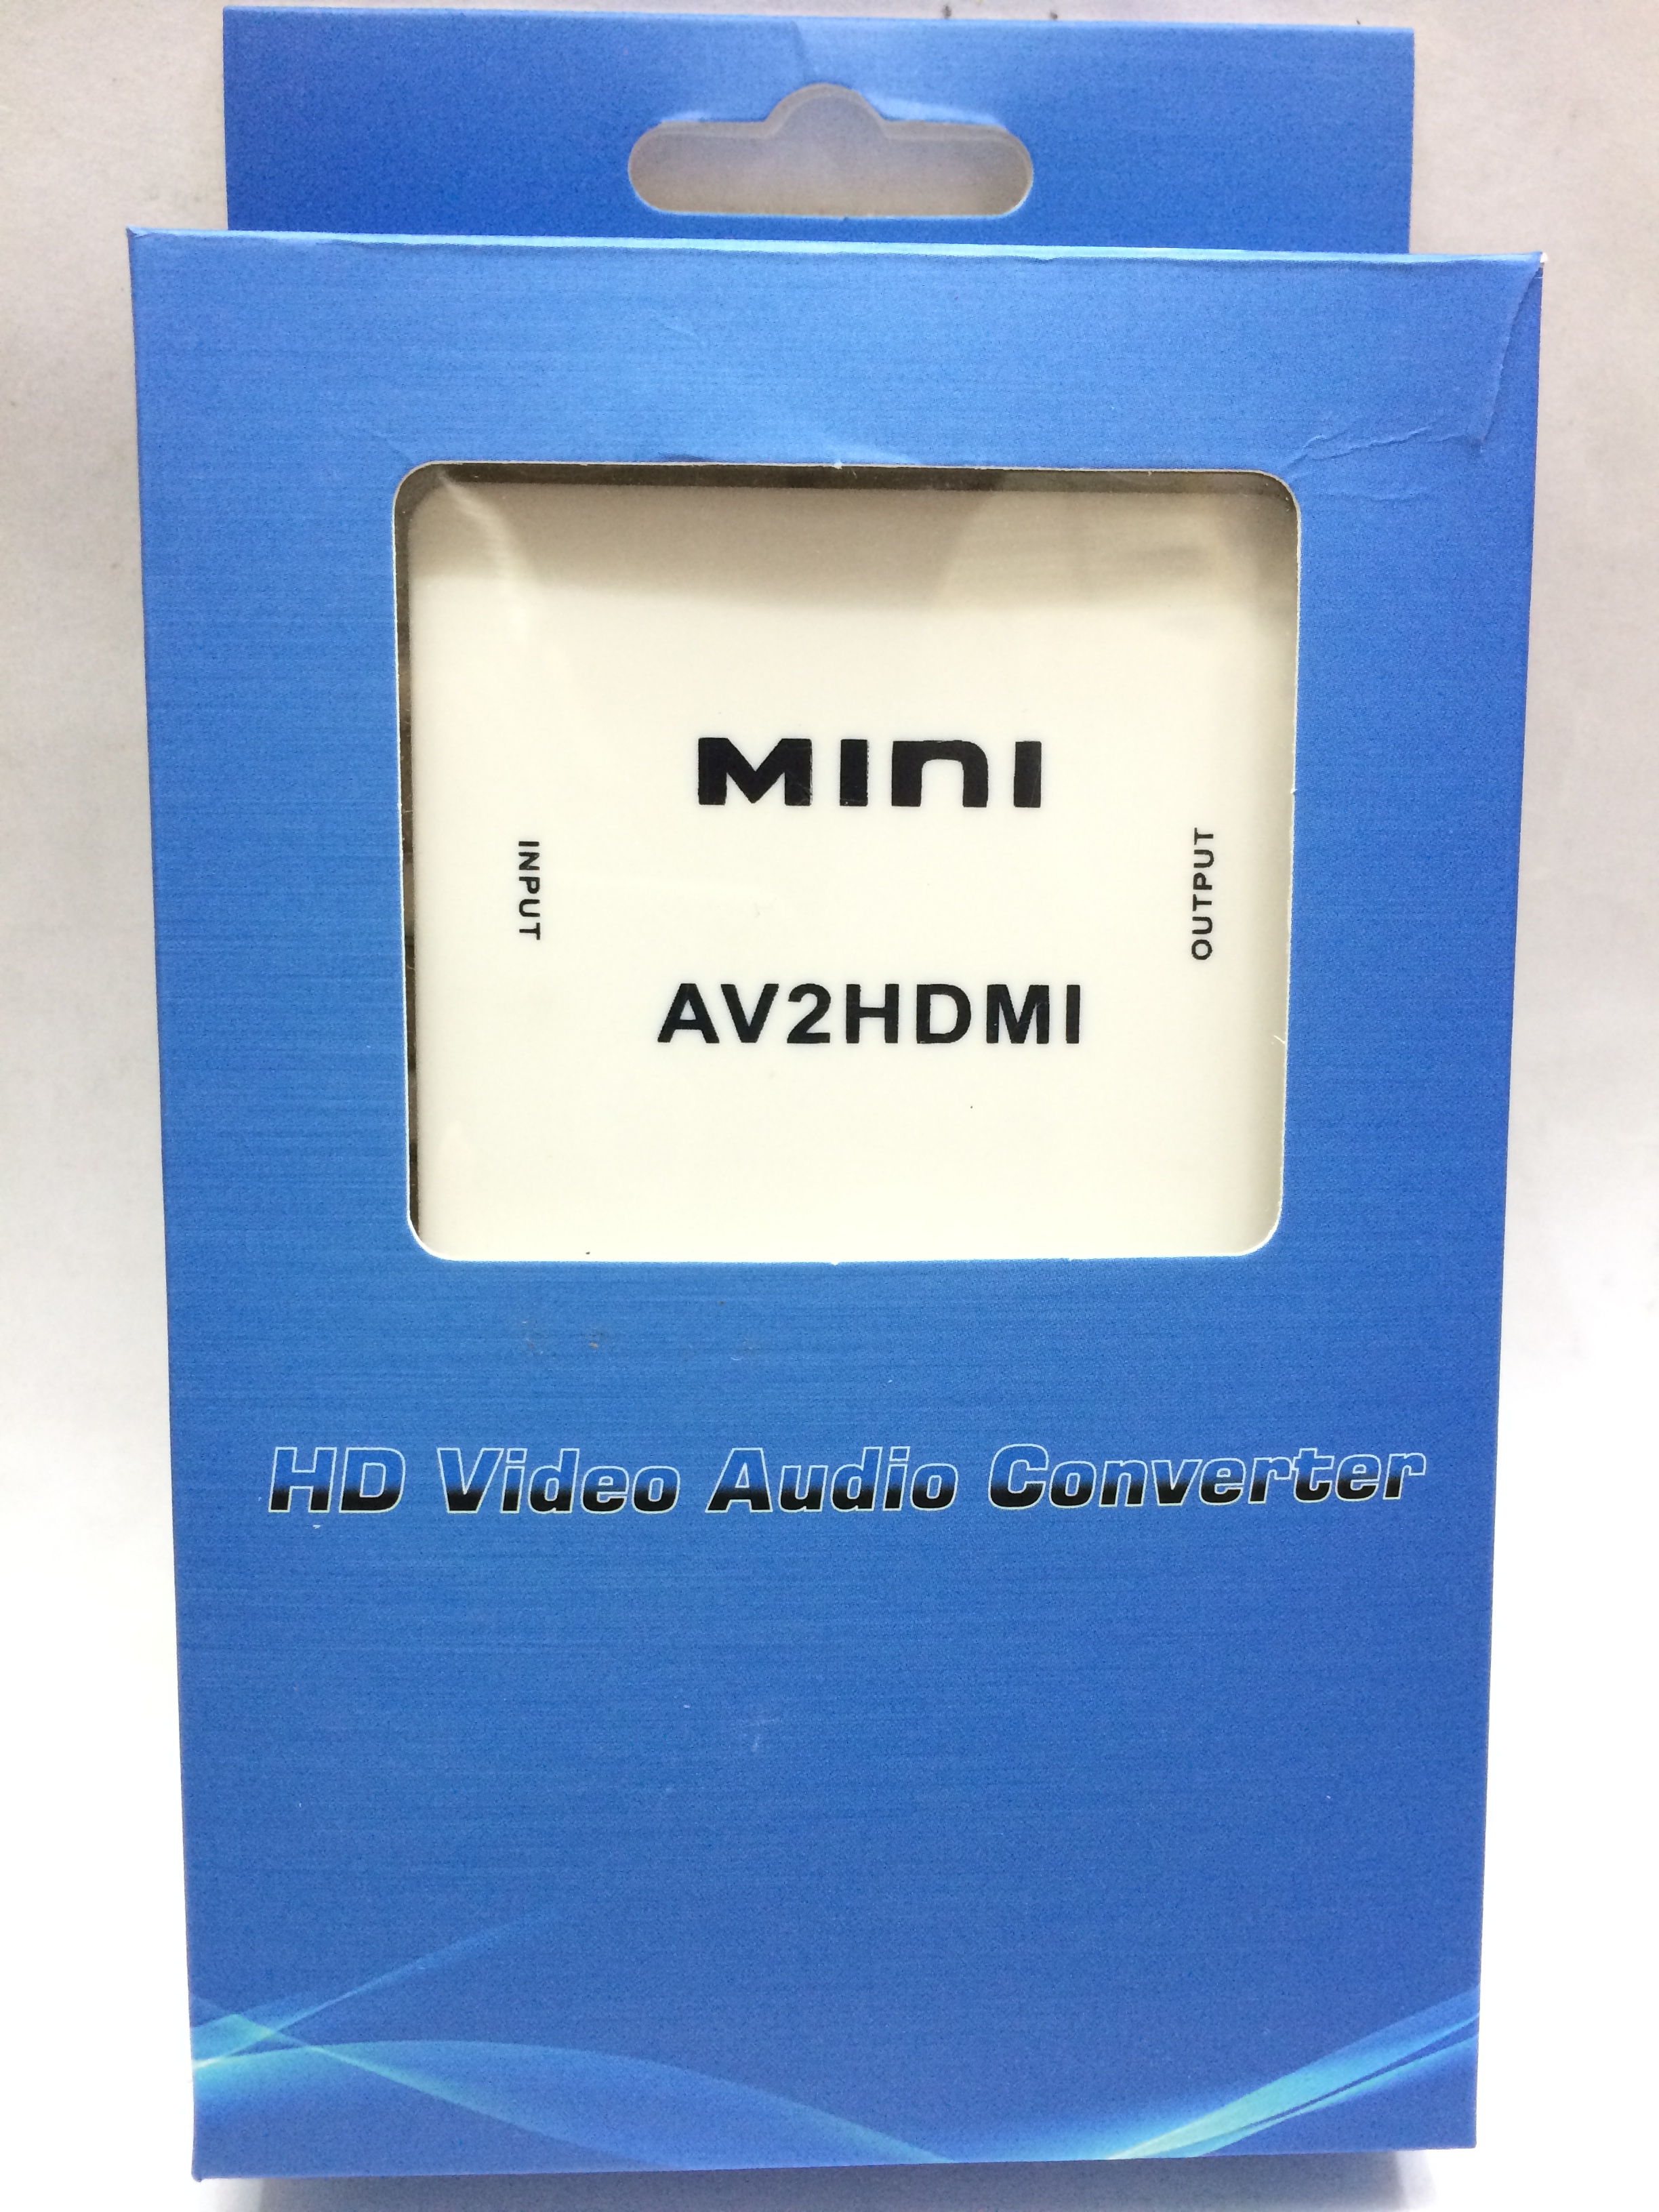 MINI
INPUT
OUTPUT
AV2HDMI
HD Video Audio Converter